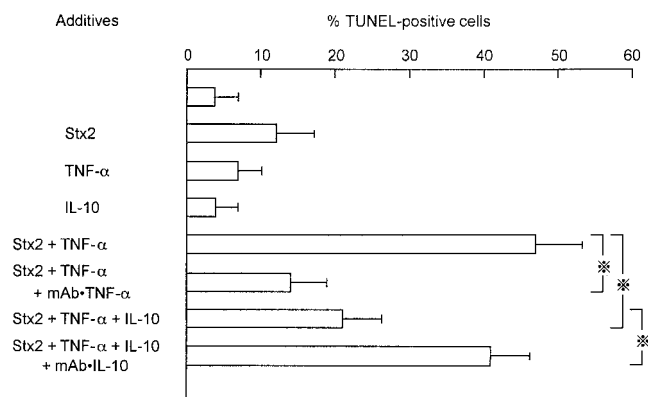 Additives
% TUNEL-positive cells
0 10 20 30 40 50 60
Stx2
TNF-α
IL-10
Stx2 + TNF-α
Stx2 + TNF-α
+ mAb•TNF-α
Stx2 + TNF-α + IL-10
Stx2 + TNF-α + IL-10
+ mAb•IL-10
※
※
※